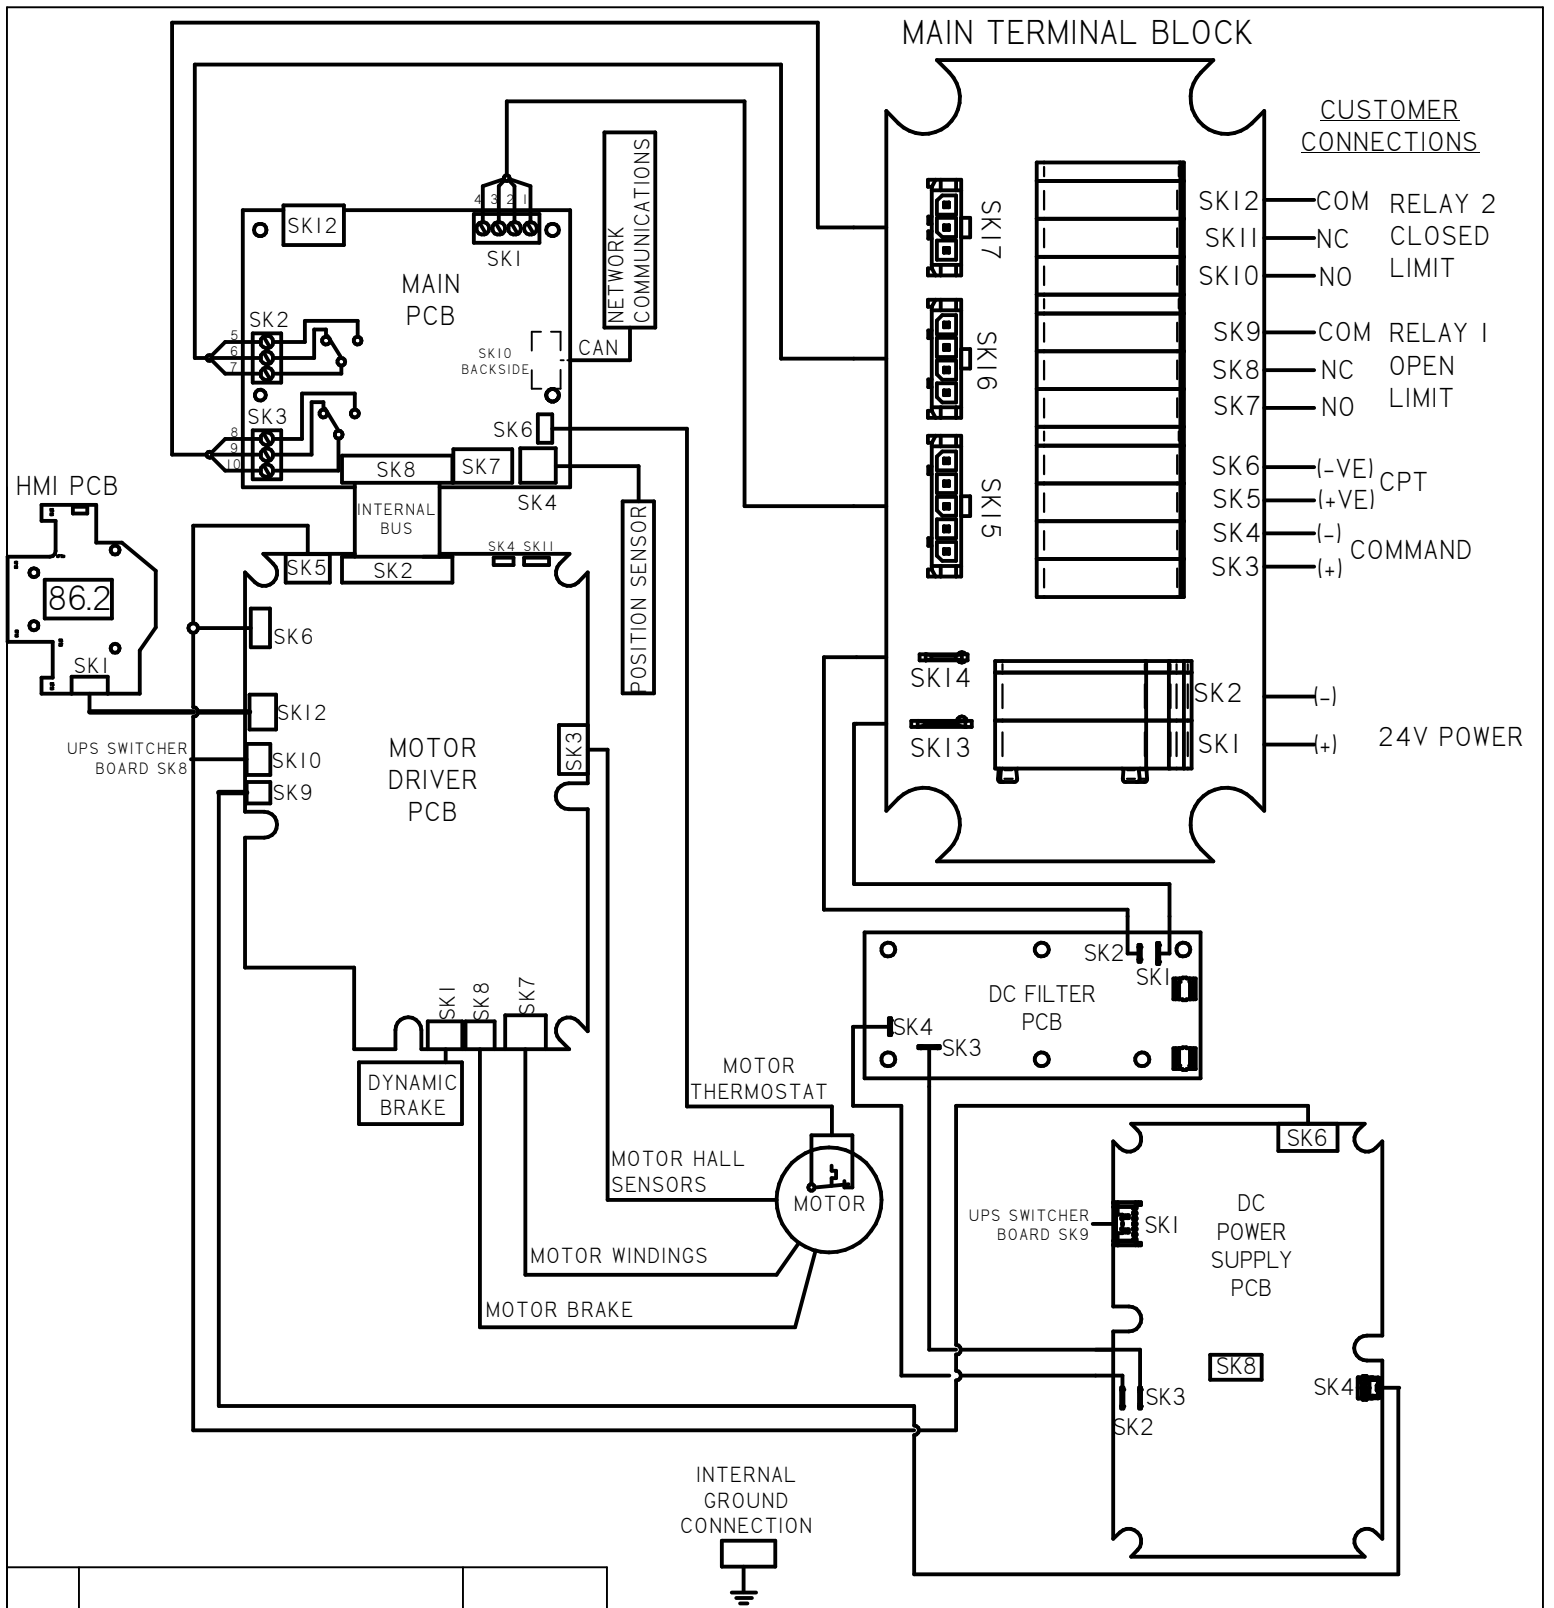 MAIN TERMINAL BLOCK
CUSTOMER
CONNECTIONS
SK17
SK16
SK15
SK14
SK13
SK12 COM
SK11 NC
SK10 NO
RELAY 2
CLOSED
LIMIT
SK9 COM
SK8 NC
SK7 NO
RELAY 1
OPEN
LIMIT
SK6 (-VE)
SK5 (+VE)
CPT
SK4 (-)
SK3 (+)
COMMAND
SK2 (-)
SK1 (+)
24V POWER
NETWORK
COMMUNICATIONS
4 3 2 1
SK12
SK1
MAIN
PCB
SK2
5
6
7
SK10
BACKSIDE
CAN
SK3
8
9
10
SK6
SK8
SK7
SK4
INTERNAL
BUS
POSITION SENSOR
HMI PCB
86.2
SK1
SK5
SK2
SK4 SK11
SK6
SK12
UPS SWITCHER
BOARD SK8
SK10
SK9
SK3
MOTOR
DRIVER
PCB
SK1
SK8
SK7
DYNAMIC
BRAKE
MOTOR
THERMOSTAT
MOTOR HALL
SENSORS
MOTOR
MOTOR WINDINGS
MOTOR BRAKE
SK2
SK1
DC FILTER
PCB
SK4
SK3
SK6
UPS SWITCHER
BOARD SK9
SK1
DC
POWER
SUPPLY
PCB
SK8
SK4
SK3
SK2
INTERNAL
GROUND
CONNECTION